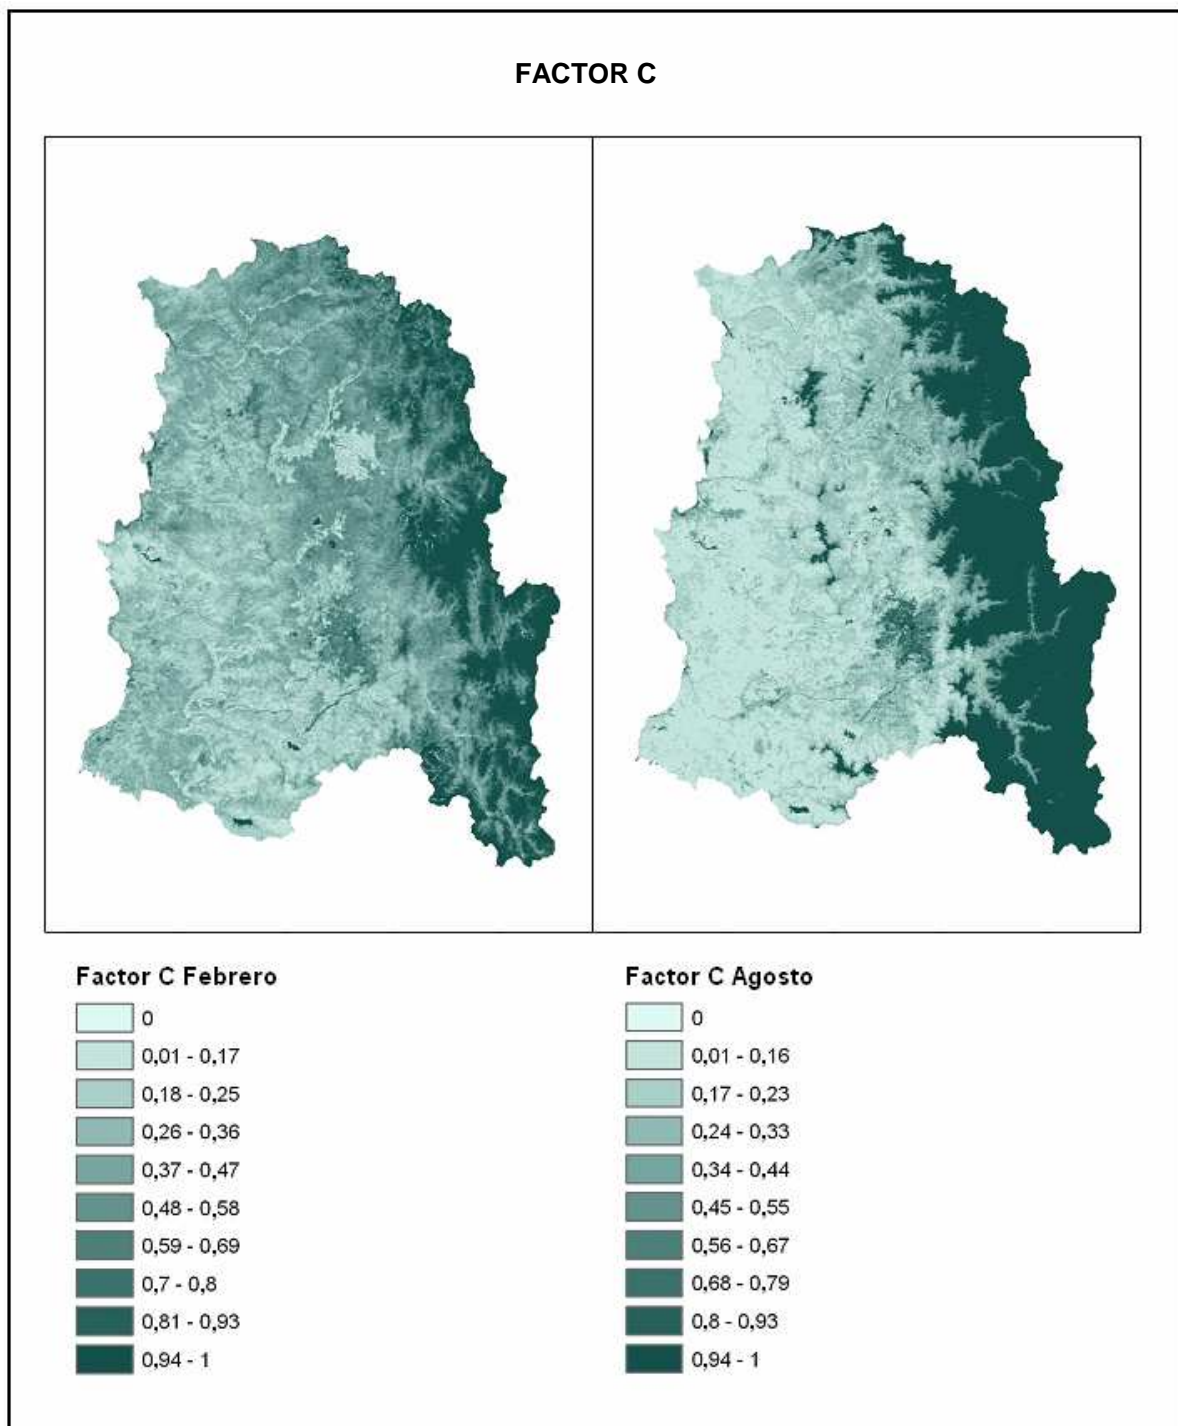 FACTOR C
Factor C Febrero
0
0,01 - 0,17
0,18 - 0,25
0,26 - 0,36
0,37 - 0,47
0,48 - 0,58
0,59 - 0,69
0,7 - 0,8
0,81 - 0,93
0,94 - 1
Factor C Agosto
0
0,01 - 0,16
0,17 - 0,23
0,24 - 0,33
0,34 - 0,44
0,45 - 0,55
0,56 - 0,67
0,68 - 0,79
0,8 - 0,93
0,94 - 1